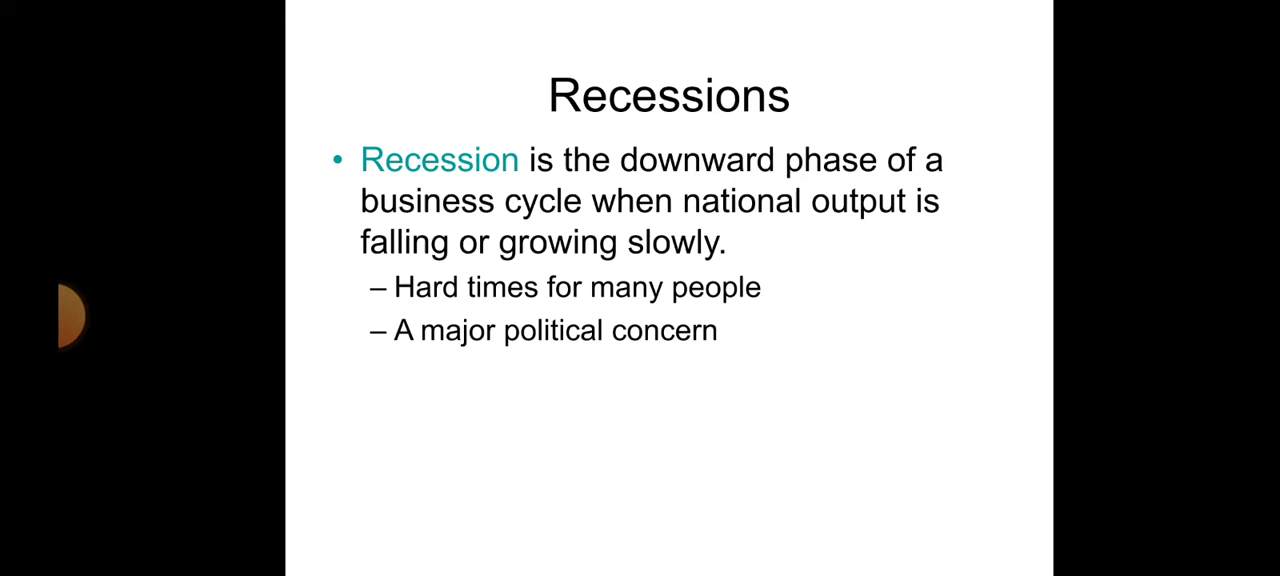 Recessions
• Recession is the downward phase of a
business cycle when national output is
falling or growing slowly.
– Hard times for many people
– A major political concern